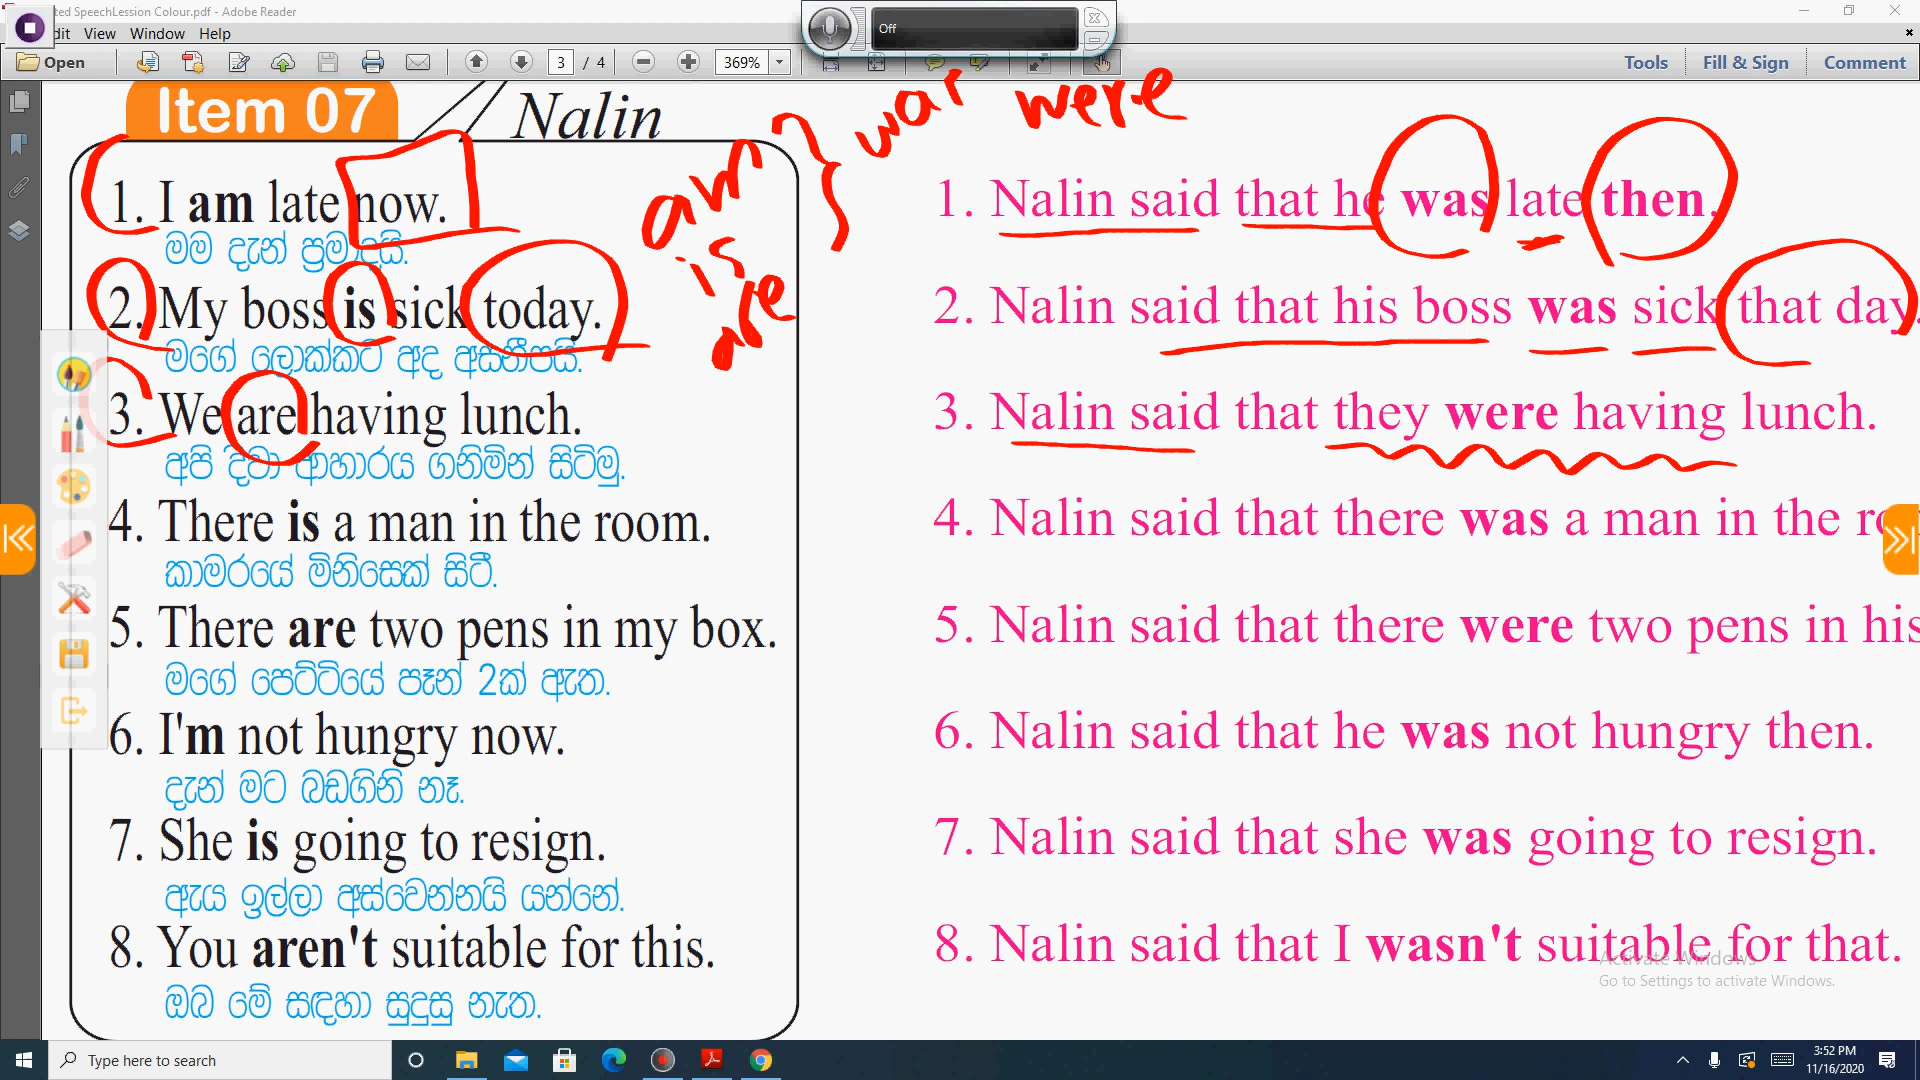 ted SpeechLession Colour.pdf - Adobe Reader
dit View Window Help
Off
Open 3 / 4 369% Tools Fill & Sign Comment
Item 07 Nalin
was were
am
is
are
1. I am late now.
මම දැන් ප්‍රමාදයි.
2. My boss is sick today.
මගේ ලොක්කට අද අසනීපයි.
3. We are having lunch.
අපි දිවා ආහාරය ගනිමින් සිටිමු.
4. There is a man in the room.
කාමරයේ මිනිසෙක් සිටී.
5. There are two pens in my box.
මගේ පෙට්ටියේ පෑන් 2ක් ඇත.
6. I'm not hungry now.
දැන් මට බඩගිනි නෑ.
7. She is going to resign.
ඇය ඉල්ලා අස්වෙන්නයි යන්නේ.
8. You aren't suitable for this.
ඔබ මේ සඳහා සුදුසු නැත.
1. Nalin said that he was late then.
2. Nalin said that his boss was sick that day.
3. Nalin said that they were having lunch.
4. Nalin said that there was a man in the
5. Nalin said that there were two pens in his
6. Nalin said that he was not hungry then.
7. Nalin said that she was going to resign.
8. Nalin said that I wasn't suitable for that.
Activate Windows
Go to Settings to activate Windows.
Type here to search
3:52 PM
11/16/2020